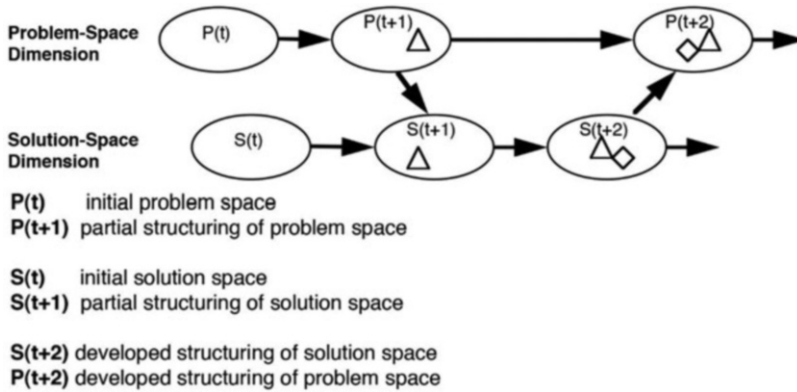 Problem-Space
Dimension
P(t)
P(t+1)
P(t+2)
Solution-Space
Dimension
S(t)
S(t+1)
S(t+2)
P(t) initial problem space
P(t+1) partial structuring of problem space
S(t) initial solution space
S(t+1) partial structuring of solution space
S(t+2) developed structuring of solution space
P(t+2) developed structuring of problem space